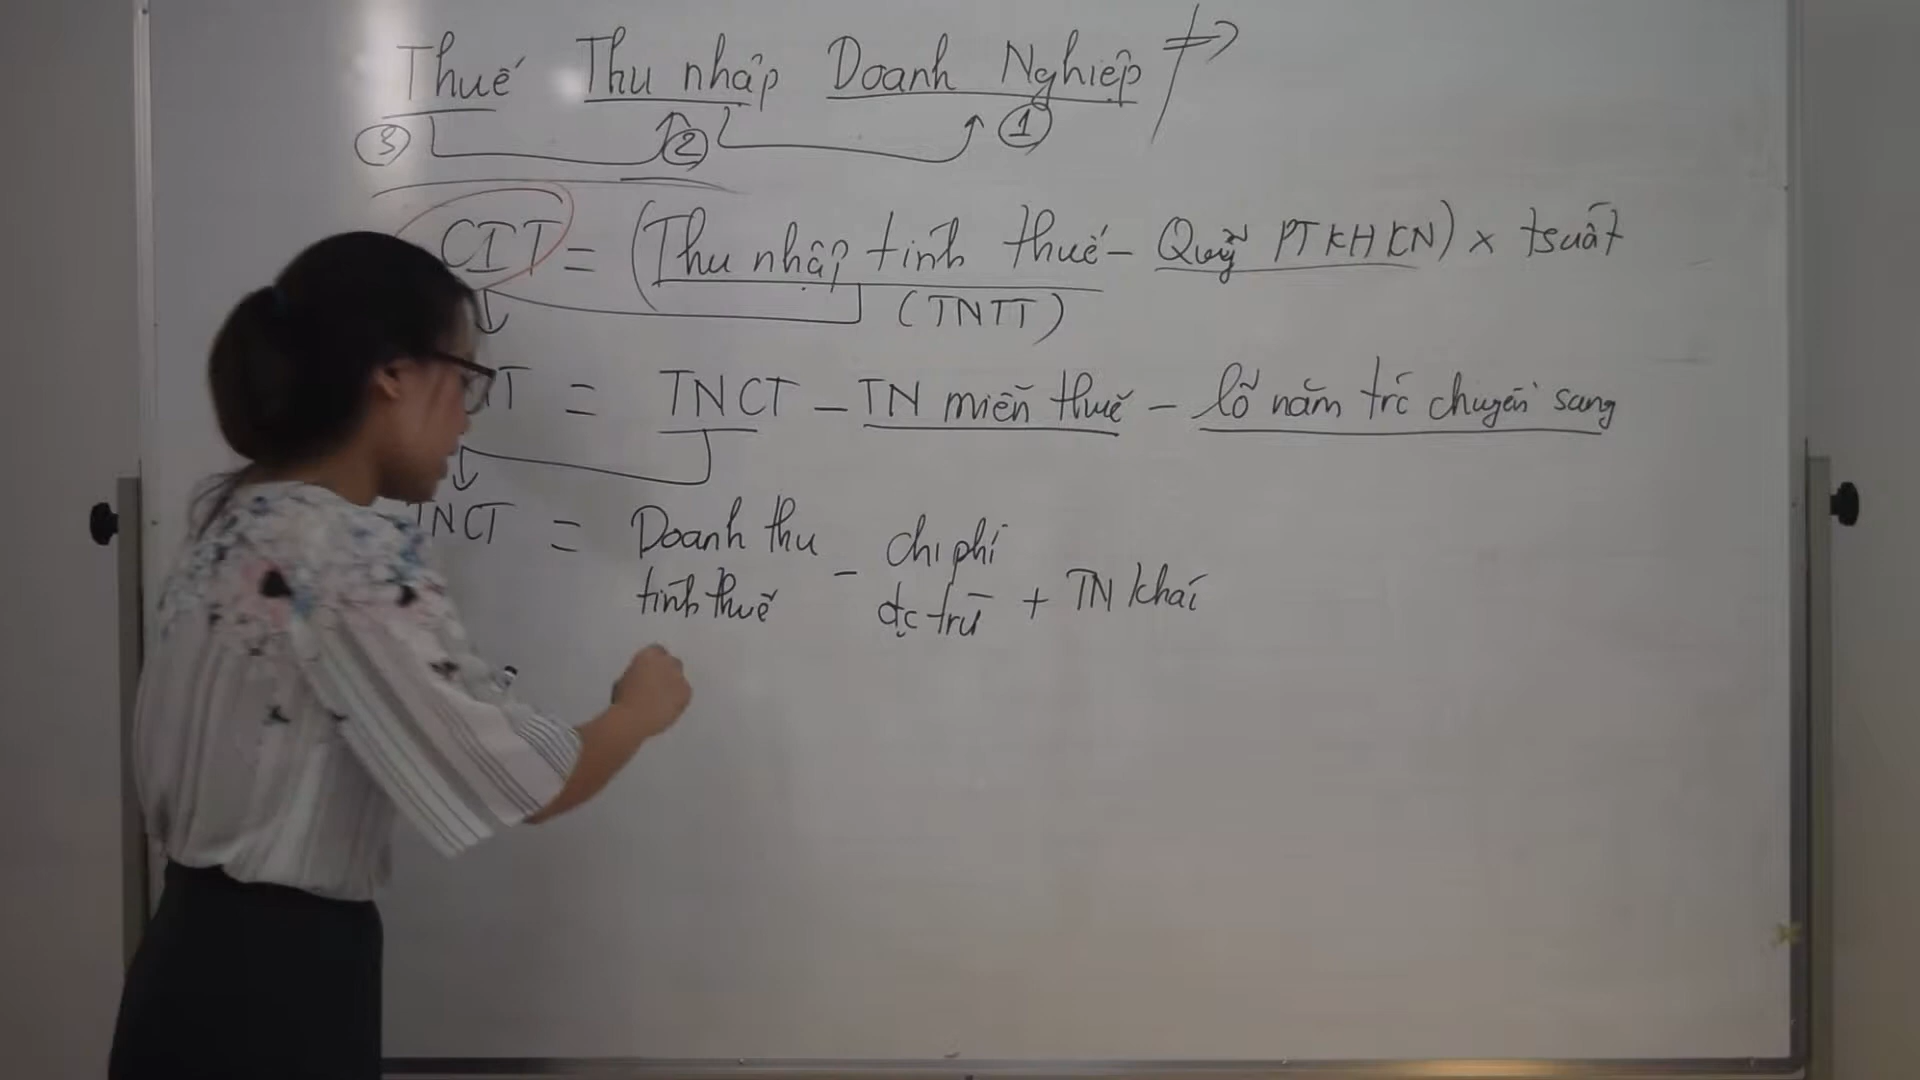 Thuế Thu nhập Doanh Nghiệp
3 2 1
CIT = (Thu nhập tính thuế - Quỹ PTKHCN) x tsuất
(TNTT)
T = TNCT - TN miễn thuế - lỗ năm trc chuyển sang
TNCT = Doanh thu tính thuế - chi phí đc trừ + TN khác